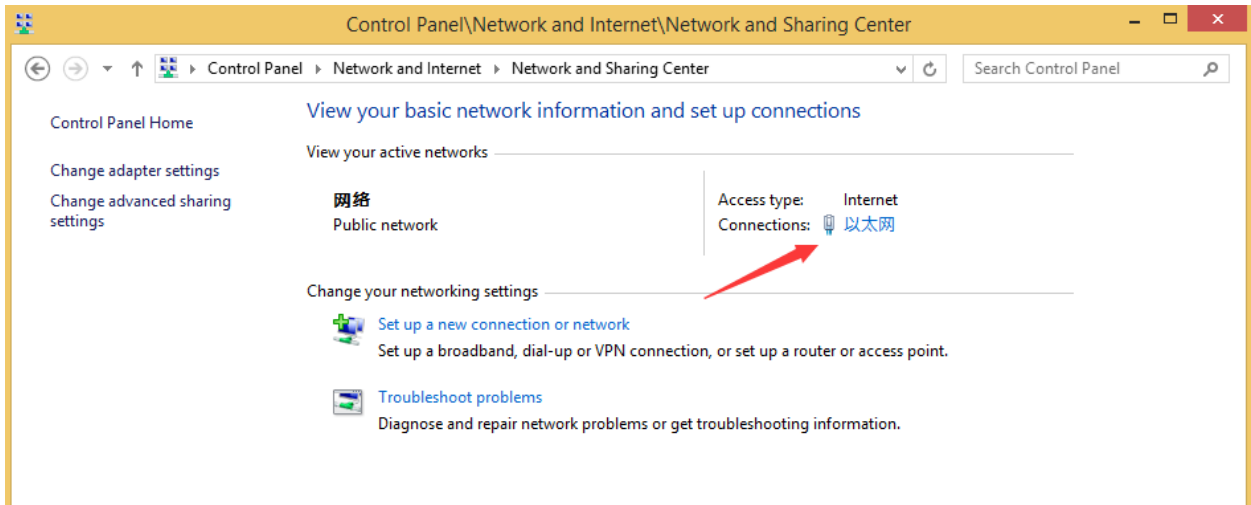 Control Panel\Network and Internet\Network and Sharing Center
Control Panel Network and Internet Network and Sharing Center
Search Control Panel
Control Panel Home
Change adapter settings
Change advanced sharing
settings
View your basic network information and set up connections
View your active networks
网络
Public network
Access type: Internet
Connections: 以太网
Change your networking settings
Set up a new connection or network
Set up a broadband, dial-up or VPN connection, or set up a router or access point.
Troubleshoot problems
Diagnose and repair network problems or get troubleshooting information.